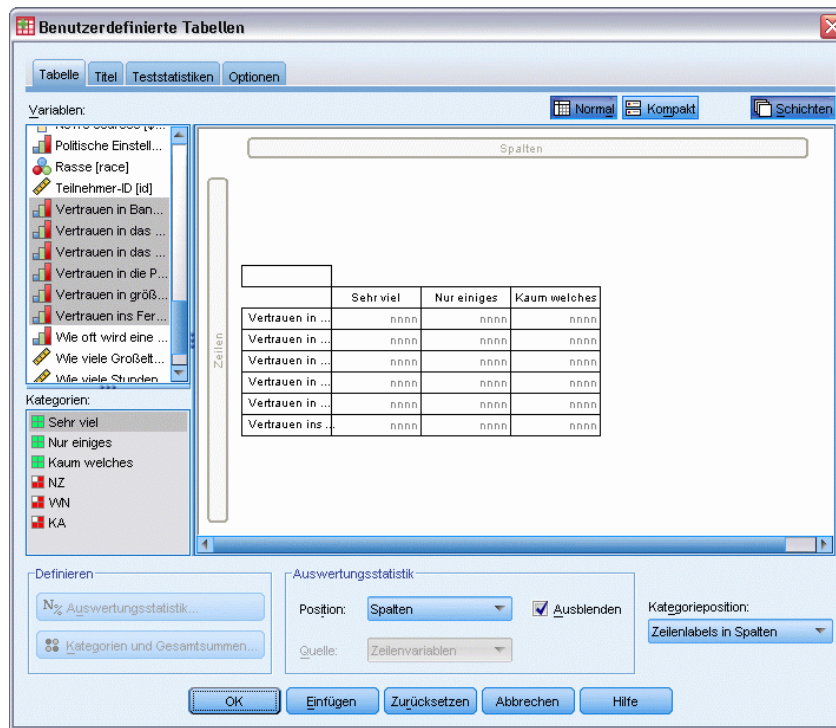 Benutzerdefinierte Tabellen
Tabelle Titel Teststatistiken Optionen
Variablen:
Normal Kompakt Schichten
Politische Einstell...
Rasse [race]
Teilnehmer-ID [id]
Vertrauen in Ban...
Vertrauen in das ...
Vertrauen in das ...
Vertrauen in die P...
Vertrauen in größ...
Vertrauen ins Fer...
Wie oft wird eine ...
Wie viele Großelt...
Wie viele Stunden
Kategorien:
Sehr viel
Nur einiges
Kaum welches
NZ
WN
KA
Spalten
Zeilen
Sehr viel Nur einiges Kaum welches
Vertrauen in ... nnnn nnnn nnnn
Vertrauen in ... nnnn nnnn nnnn
Vertrauen in ... nnnn nnnn nnnn
Vertrauen in ... nnnn nnnn nnnn
Vertrauen in ... nnnn nnnn nnnn
Vertrauen ins ... nnnn nnnn nnnn
Definieren
N% Auswertungsstatistik...
Kategorien und Gesamtsummen...
Auswertungsstatistik
Position: Spalten Ausblenden
Quelle: Zeilenvariablen
Kategorieposition:
Zeilenlabels in Spalten
OK Einfügen Zurücksetzen Abbrechen Hilfe